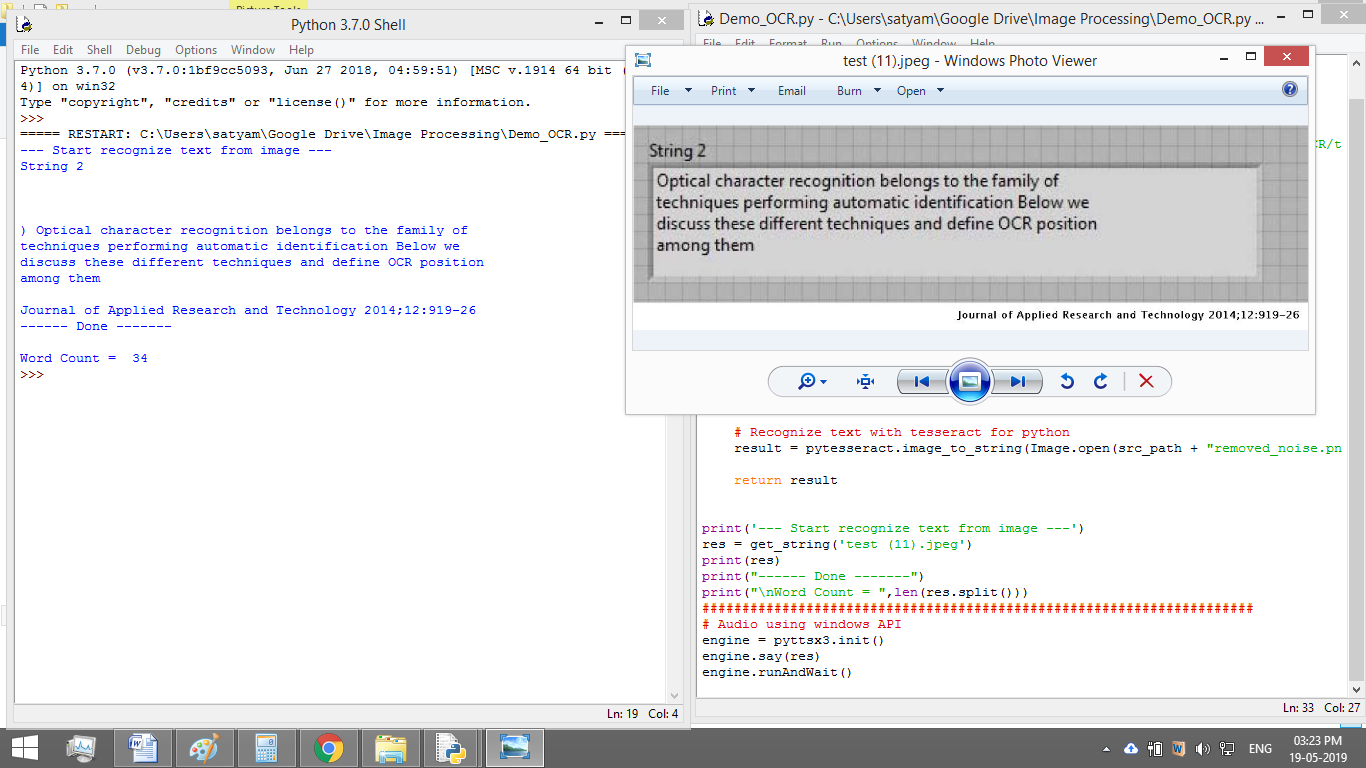 Picture Tools
Python 3.7.0 Shell
File Edit Shell Debug Options Window Help
Python 3.7.0 (v3.7.0:1bf9cc5093, Jun 27 2018, 04:59:51) [MSC v.1914 64 bit (
4)] on win32
Type "copyright", "credits" or "license()" for more information.
>>>
===== RESTART: C:\Users\satyam\Google Drive\Image Processing\Demo_OCR.py ===
--- Start recognize text from image ---
String 2
) Optical character recognition belongs to the family of
techniques performing automatic identification Below we
discuss these different techniques and define OCR position
among them
Journal of Applied Research and Technology 2014;12:919-26
------ Done -------
Word Count =  34
>>>
Ln: 19 Col: 4
Demo_OCR.py - C:\Users\satyam\Google Drive\Image Processing\Demo_OCR.py ...
File Edit Format Run Options Window Help
CR/t
test (11).jpeg - Windows Photo Viewer
File Print Email Burn Open
String 2
Optical character recognition belongs to the family of
techniques performing automatic identification Below we
discuss these different techniques and define OCR position
among them
Journal of Applied Research and Technology 2014;12:919-26
# Recognize text with tesseract for python
result = pytesseract.image_to_string(Image.open(src_path + "removed_noise.pn
return result
print('--- Start recognize text from image ---')
res = get_string('test (11).jpeg')
print(res)
print("------ Done -------")
print("\nWord Count = ",len(res.split()))
#####################################################################
# Audio using windows API
engine = pyttsx3.init()
engine.say(res)
engine.runAndWait()
Ln: 33 Col: 27
ENG
03:23 PM
19-05-2019